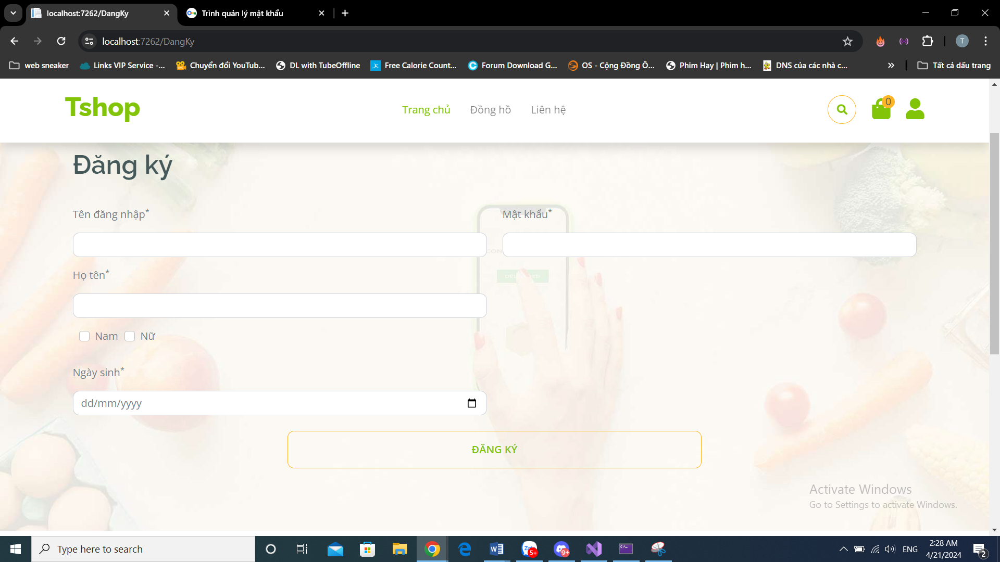 localhost:7262/DangKy
Trình quản lý mật khẩu
localhost:7262/DangKy
T
web sneaker
Links VIP Service -...
Chuyển đổi YouTub...
DL with TubeOffline
Free Calorie Count...
Forum Download G...
OS - Cộng Đồng Ô...
Phim Hay | Phim h...
DNS của các nhà c...
Tất cả dấu trang
Tshop
Trang chủ
Đồng hồ
Liên hệ
0
Đăng ký
Tên đăng nhập*
Mật khẩu*
Họ tên*
Nam
Nữ
Ngày sinh*
dd/mm/yyyy
ĐĂNG KÝ
Activate Windows
Go to Settings to activate Windows.
Type here to search
5+
9+
ENG
2:28 AM
4/21/2024
2